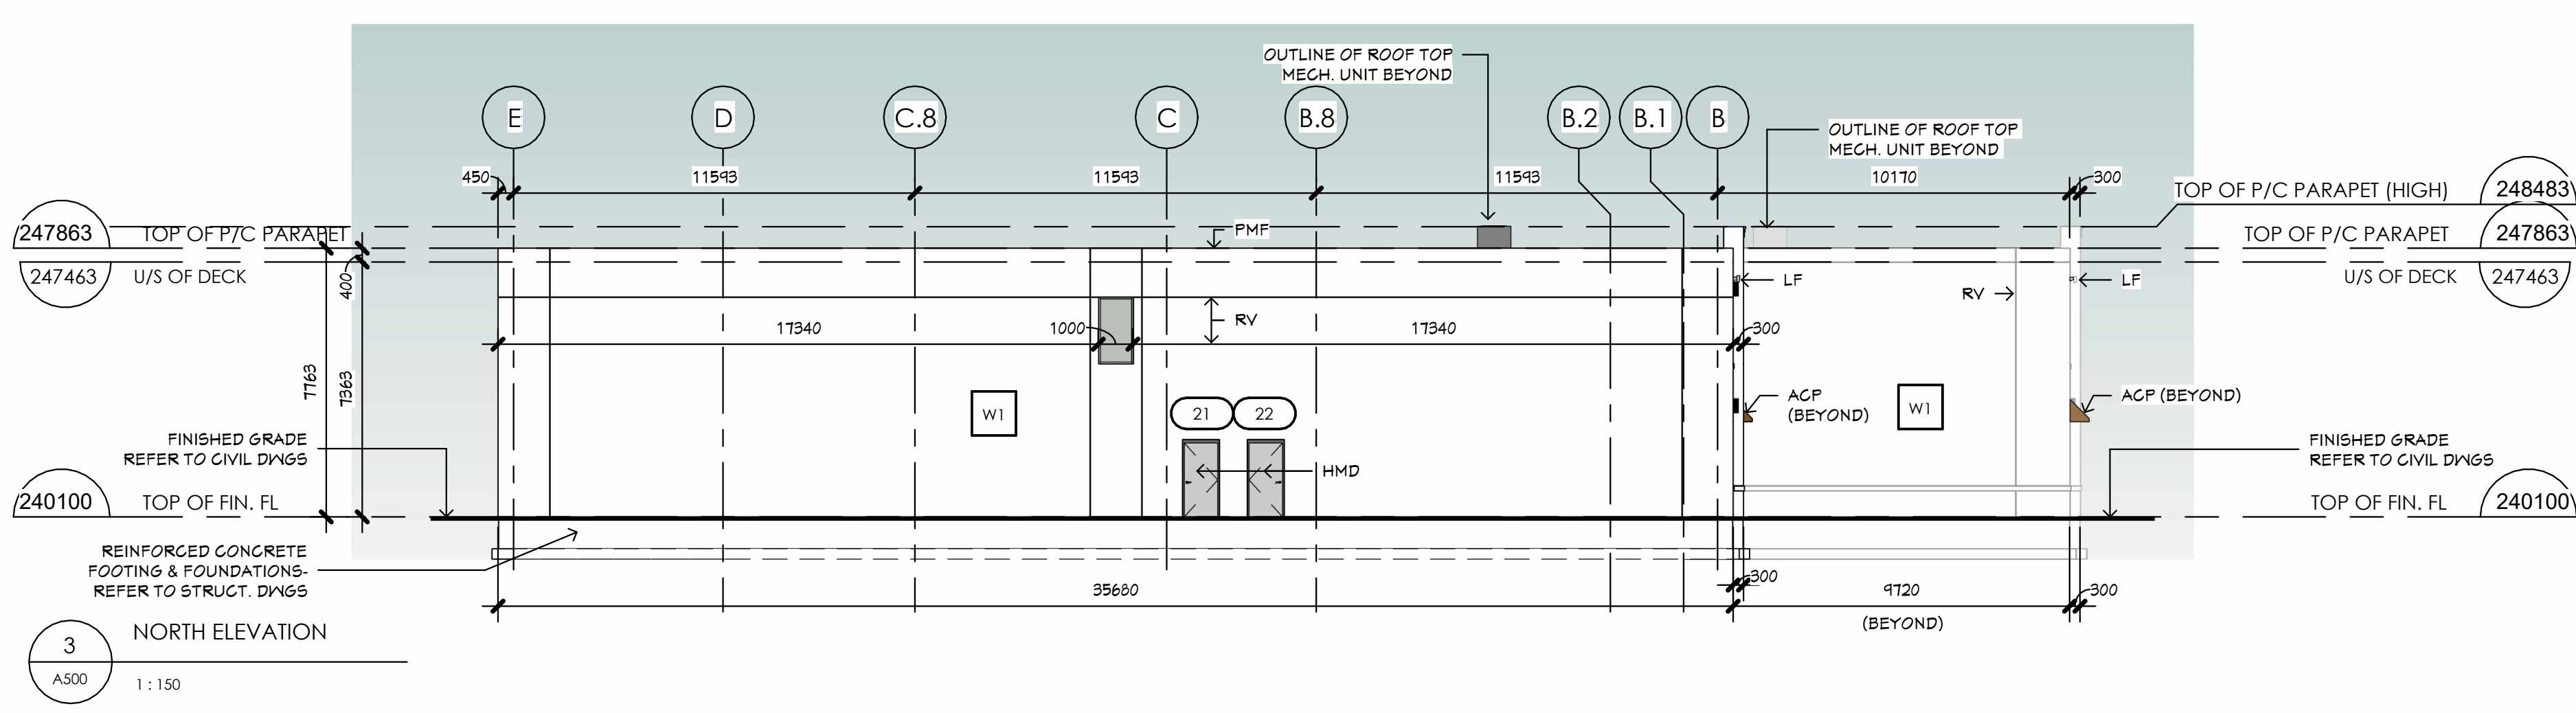 OUTLINE OF ROOF TOP
MECH. UNIT BEYOND
E
D
C.8
C
B.8
B.2
B.1
B
OUTLINE OF ROOF TOP
MECH. UNIT BEYOND
450
11593
11593
11593
10170
300
TOP OF P/C PARAPET (HIGH)
248483
247863
TOP OF P/C PARAPET
PMF
TOP OF P/C PARAPET
247863
247463
U/S OF DECK
400
LF
RV
LF
U/S OF DECK
247463
17340
1000
RV
17340
300
7763
7363
W1
21
22
ACP
(BEYOND)
W1
ACP (BEYOND)
FINISHED GRADE
REFER TO CIVIL DWGS
HMD
FINISHED GRADE
REFER TO CIVIL DWGS
240100
TOP OF FIN. FL
TOP OF FIN. FL
240100
REINFORCED CONCRETE
FOOTING & FOUNDATIONS-
REFER TO STRUCT. DWGS
300
35680
9720
300
(BEYOND)
3
A500
NORTH ELEVATION
1 : 150